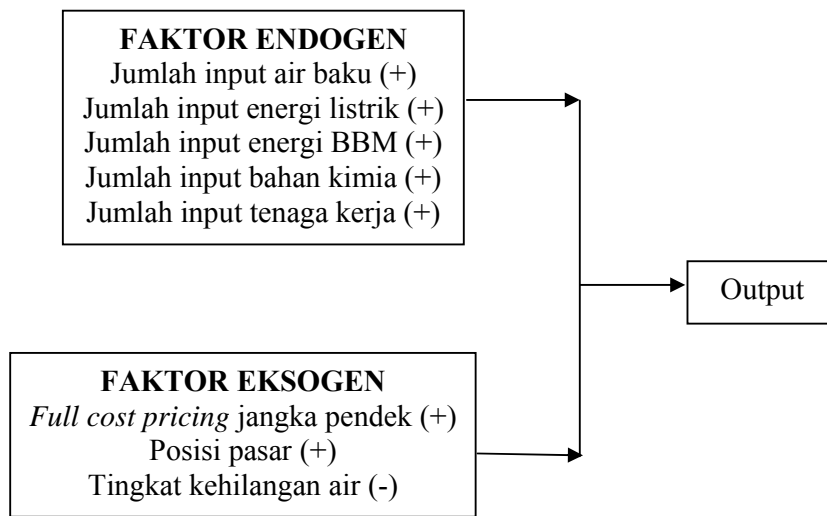 FAKTOR ENDOGEN
Jumlah input air baku (+)
Jumlah input energi listrik (+)
Jumlah input energi BBM (+)
Jumlah input bahan kimia (+)
Jumlah input tenaga kerja (+)
Output
FAKTOR EKSOGEN
Full cost pricing jangka pendek (+)
Posisi pasar (+)
Tingkat kehilangan air (-)